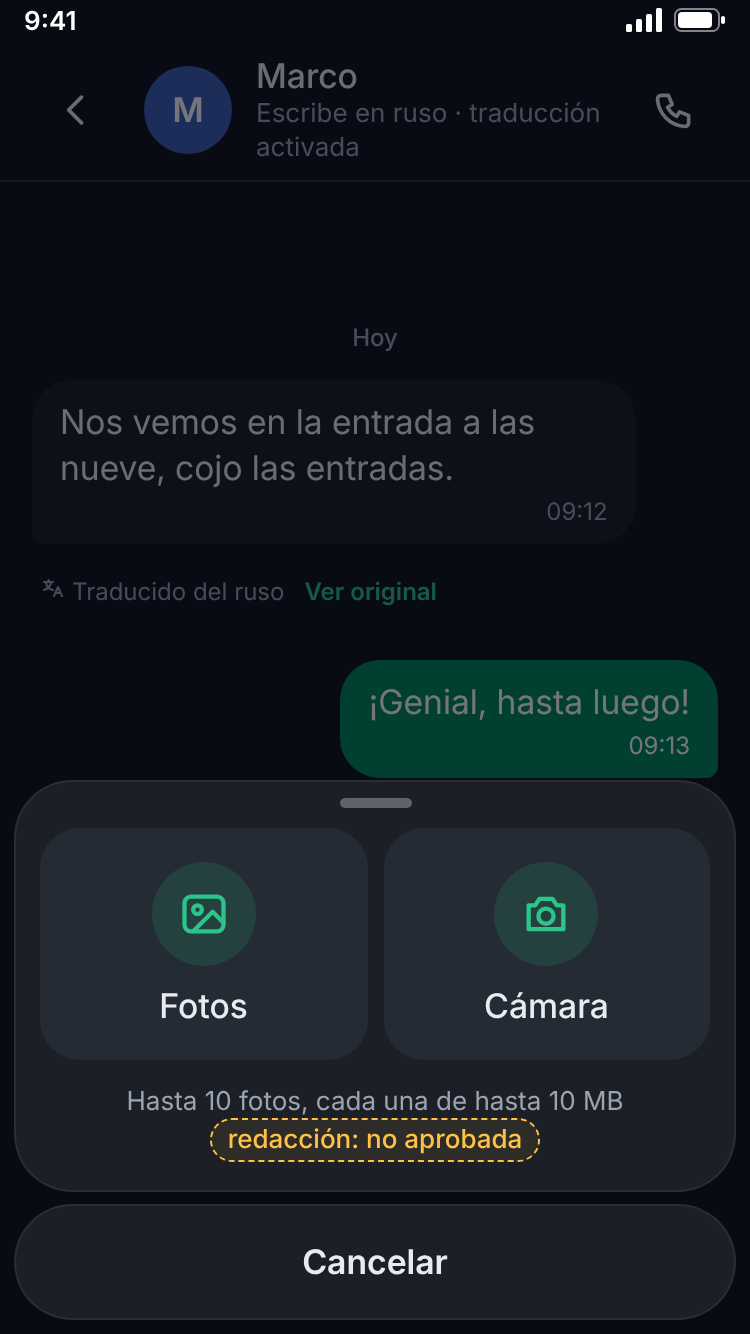 9:41
M
Marco
Escribe en ruso · traducción
activada
Hoy
Nos vemos en la entrada a las
nueve, cojo las entradas.
09:12
Traducido del ruso Ver original
¡Genial, hasta luego!
09:13
Fotos
Cámara
Hasta 10 fotos, cada una de hasta 10 MB
redacción: no aprobada
Cancelar